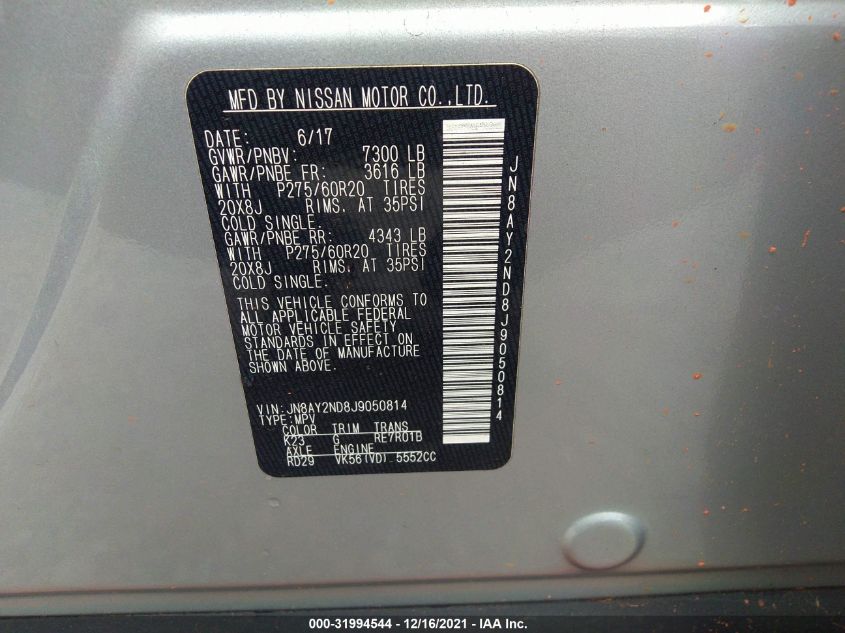 MFD BY NISSAN MOTOR CO.,LTD.
DATE: 6/17
GVWR/PNBV: 7300 LB
GAWR/PNBE FR: 3616 LB
WITH P275/60R20 TIRES
20X8J RIMS. AT 35PSI
COLD SINGLE.
GAWR/PNBE RR: 4343 LB
WITH P275/60R20 TIRES
20X8J RIMS. AT 35PSI
COLD SINGLE.
THIS VEHICLE CONFORMS TO
ALL APPLICABLE FEDERAL
MOTOR VEHICLE SAFETY
STANDARDS IN EFFECT ON
THE DATE OF MANUFACTURE
SHOWN ABOVE.
VIN: JN8AY2ND8J9050814
TYPE: MPV
COLOR TRIM TRANS
K23 G RE7R01B
AXLE ENGINE
RD29 VK56(VD) 5552CC
JN8AY2ND8J9050814
000-31994544 - 12/16/2021 - IAA Inc.